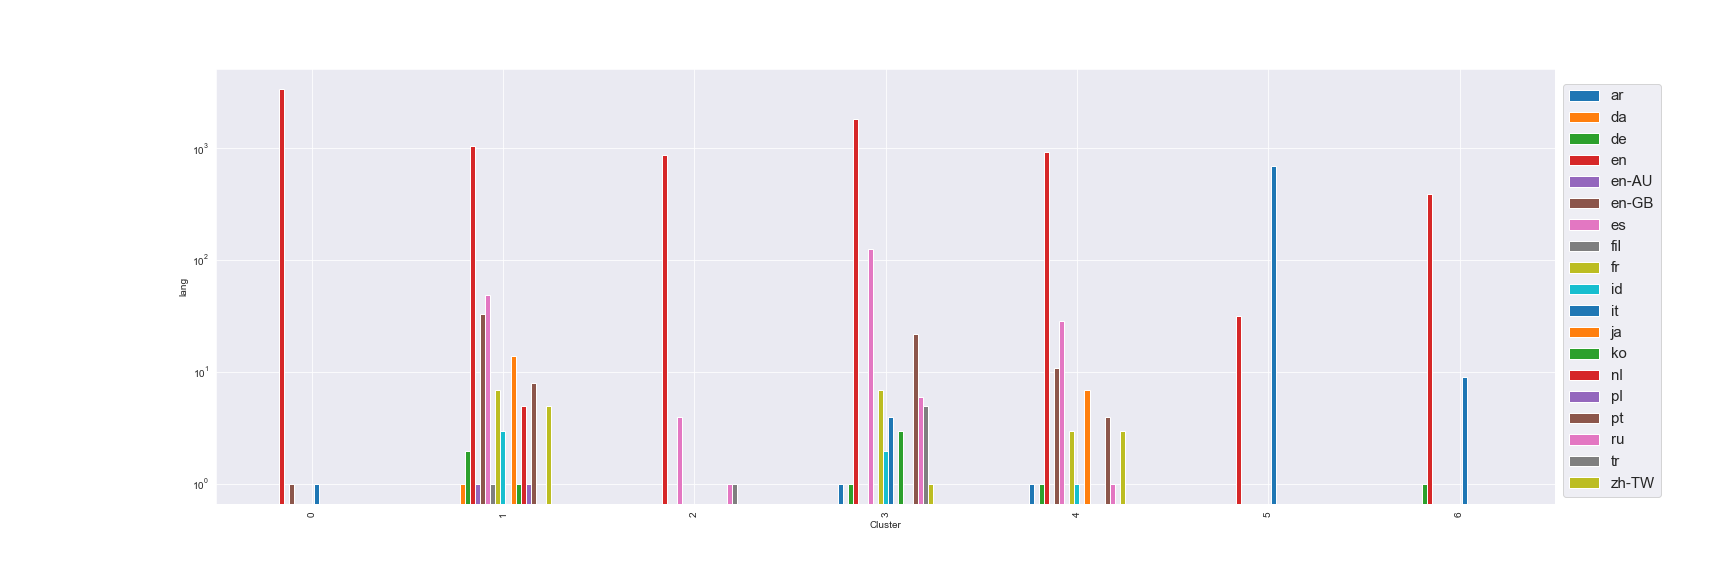 10³
10²
10¹
10⁰
lang
0
1
2
3
4
5
6
Cluster
ar
da
de
en
en-AU
en-GB
es
fil
fr
id
it
ja
ko
nl
pl
pt
ru
tr
zh-TW